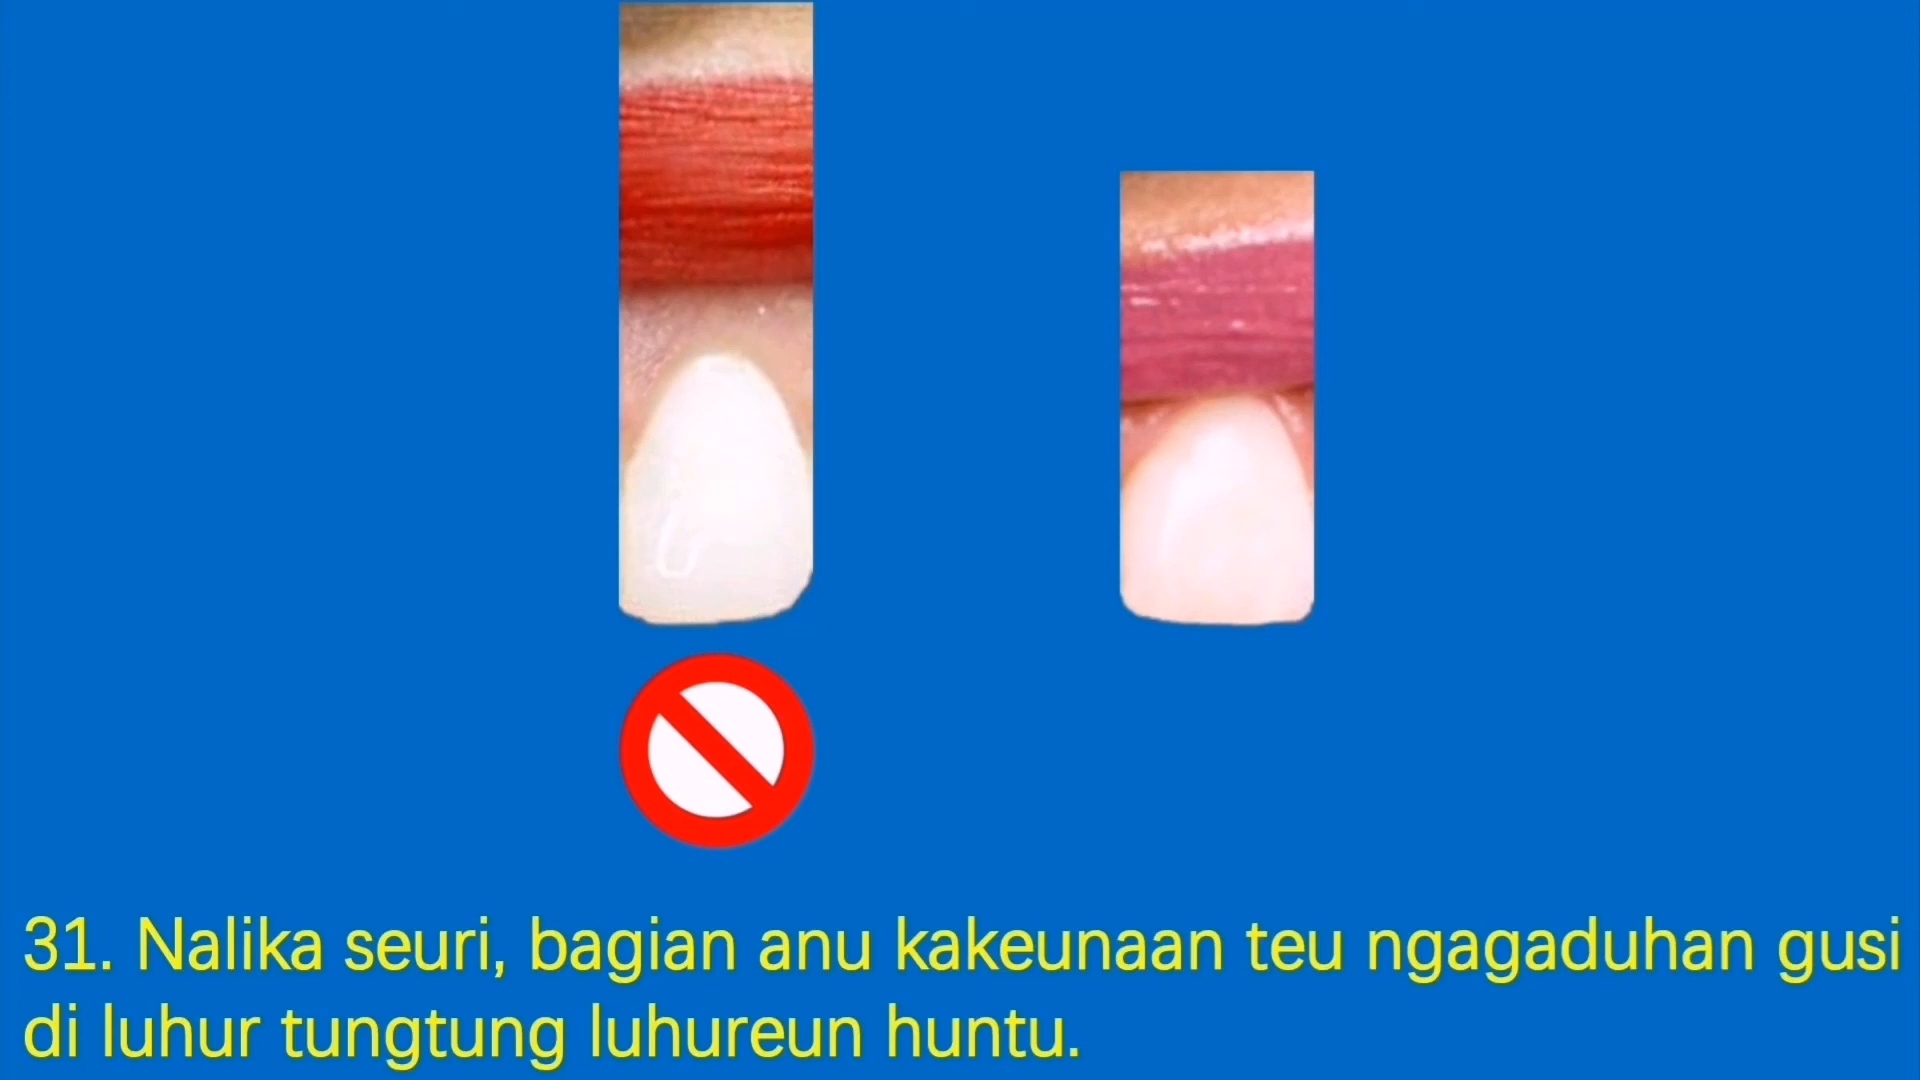 31. Nalika seuri, bagian anu kakeunaan teu ngagaduhan gusi
di luhur tungtung luhureun huntu.